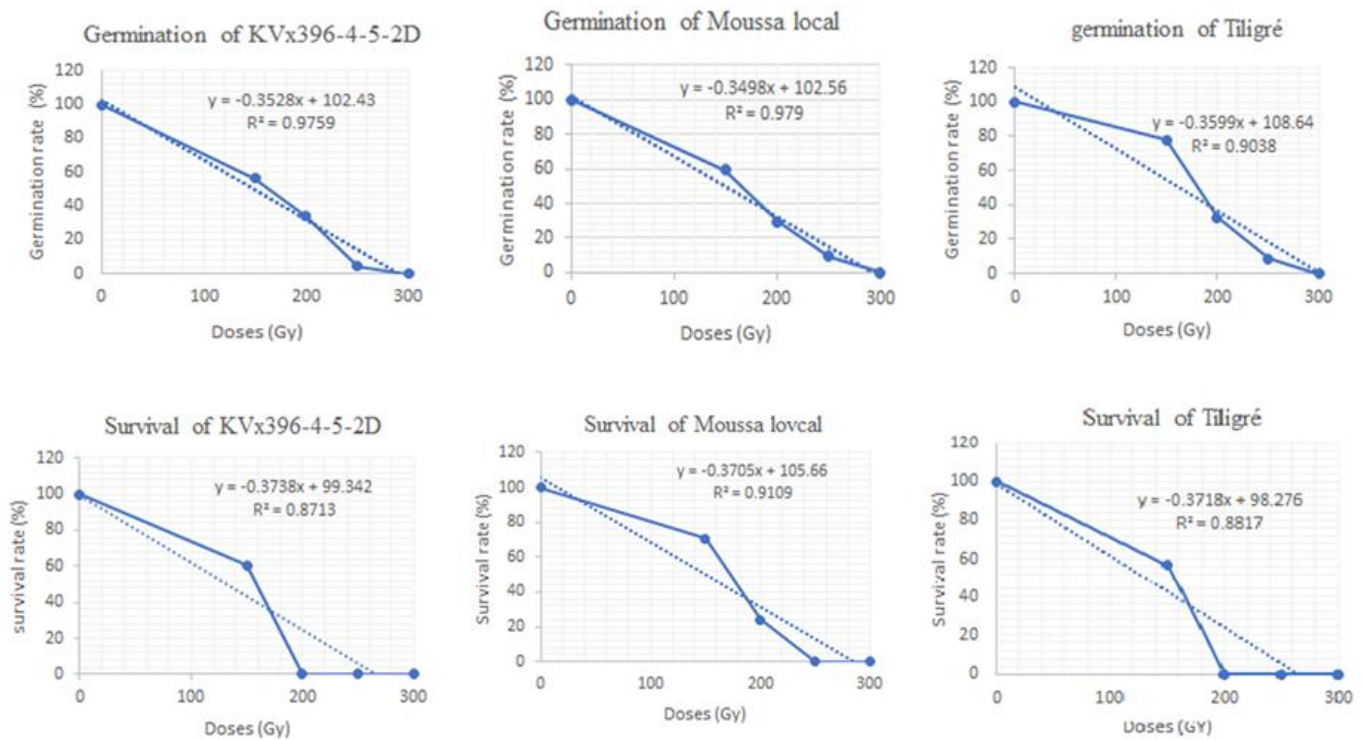 Germination of KVx396-4-5-2D
120
100
80
60
40
20
0
0 100 200 300
Germination rate (%)
Doses (Gy)
y = -0.3528x + 102.43
R² = 0.9759
Germination of Moussa local
120
100
80
60
40
20
0
0 100 200 300
Germination rate (%)
Doses (Gy)
y = -0.3498x + 102.56
R² = 0.979
germination of Tiligré
120
100
80
60
40
20
0
0 100 200 300
Germination rate (%)
Doses (Gy)
y = -0.3599x + 108.64
R² = 0.9038
Survival of KVx396-4-5-2D
120
100
80
60
40
20
0
0 100 200 300
survival rate (%)
Doses (Gy)
y = -0.3738x + 99.342
R² = 0.8713
Survival of Moussa lovcal
120
100
80
60
40
20
0
0 100 200 300
Survival rate (%)
Doses (Gy)
y = -0.3705x + 105.66
R² = 0.9109
Survival of Tiligré
120
100
80
60
40
20
0
0 100 200 300
Survival rate (%)
Doses (GY)
y = -0.3718x + 98.276
R² = 0.8817